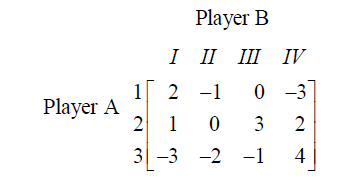 Player B
I II III IV
1 2 –1 0 –3
Player A
2 1 0 3 2
3 –3 –2 –1 4